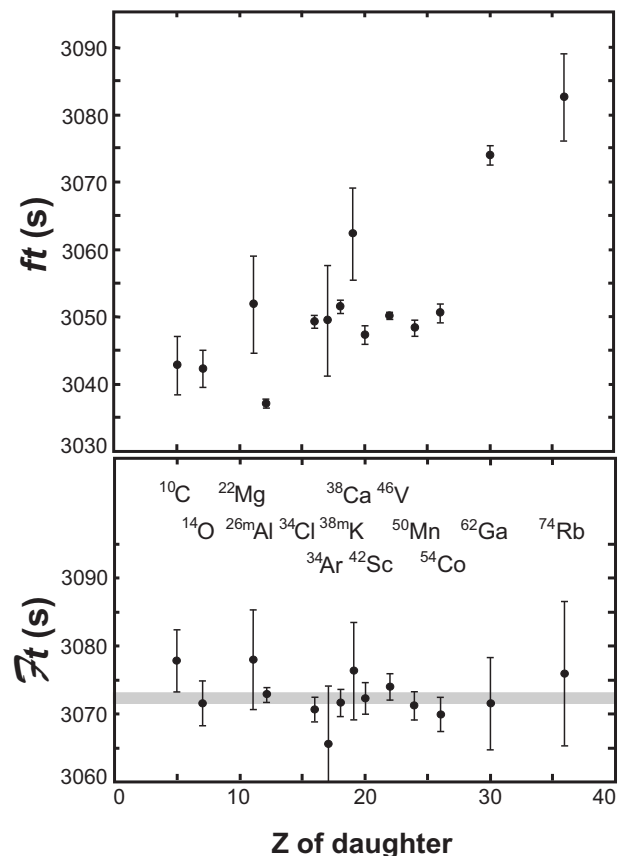 3090
3080
3070
3060
3050
3040
3030
ft (s)
¹⁰C ²²Mg ³⁸Ca ⁴⁶V
¹⁴O ²⁶ᵐAl ³⁴Cl ³⁸ᵐK ⁵⁰Mn ⁶²Ga ⁷⁴Rb
³⁴Ar ⁴²Sc ⁵⁴Co
3090
3080
3070
3060
ℱt (s)
0 10 20 30 40
Z of daughter